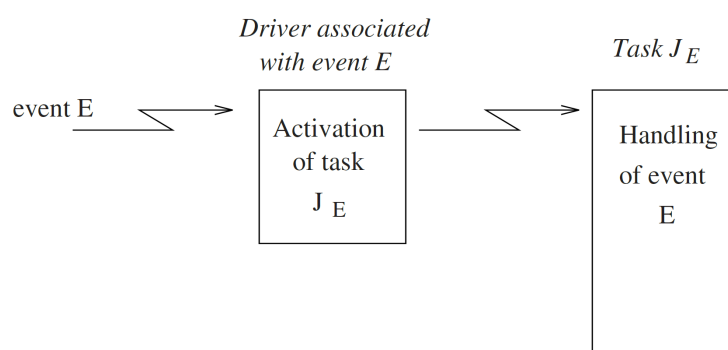 Driver associated
with event E
Task J E
event E
Activation
of task
J E
Handling
of event
E